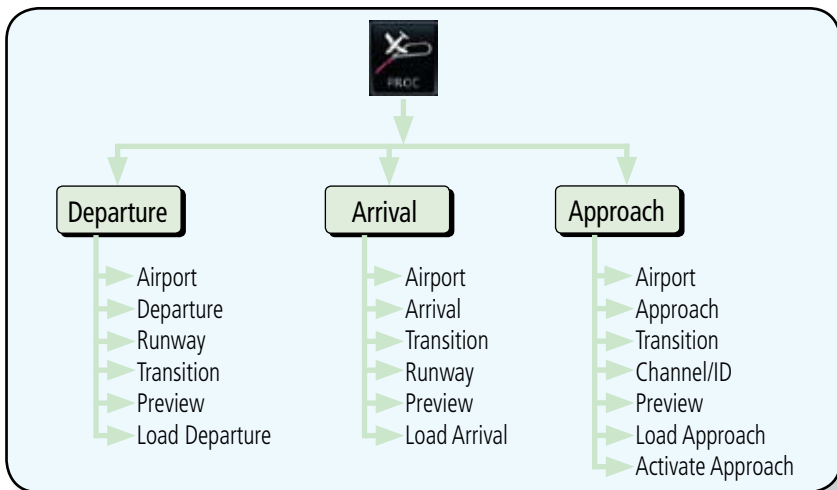 PROC
Departure
Airport
Departure
Runway
Transition
Preview
Load Departure
Arrival
Airport
Arrival
Transition
Runway
Preview
Load Arrival
Approach
Airport
Approach
Transition
Channel/ID
Preview
Load Approach
Activate Approach